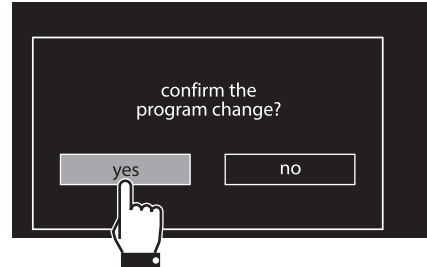 confirm the
program change?
yes no